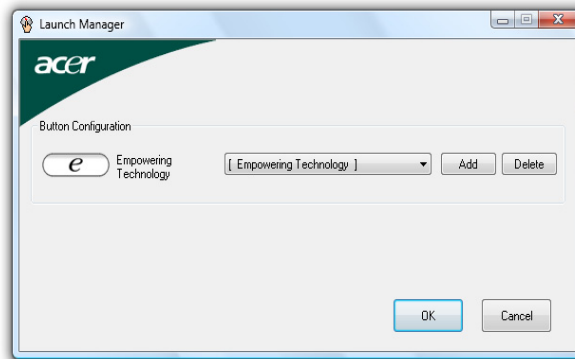 Launch Manager
acer
Button Configuration
e
Empowering
Technology
[ Empowering Technology ]
Add
Delete
OK
Cancel